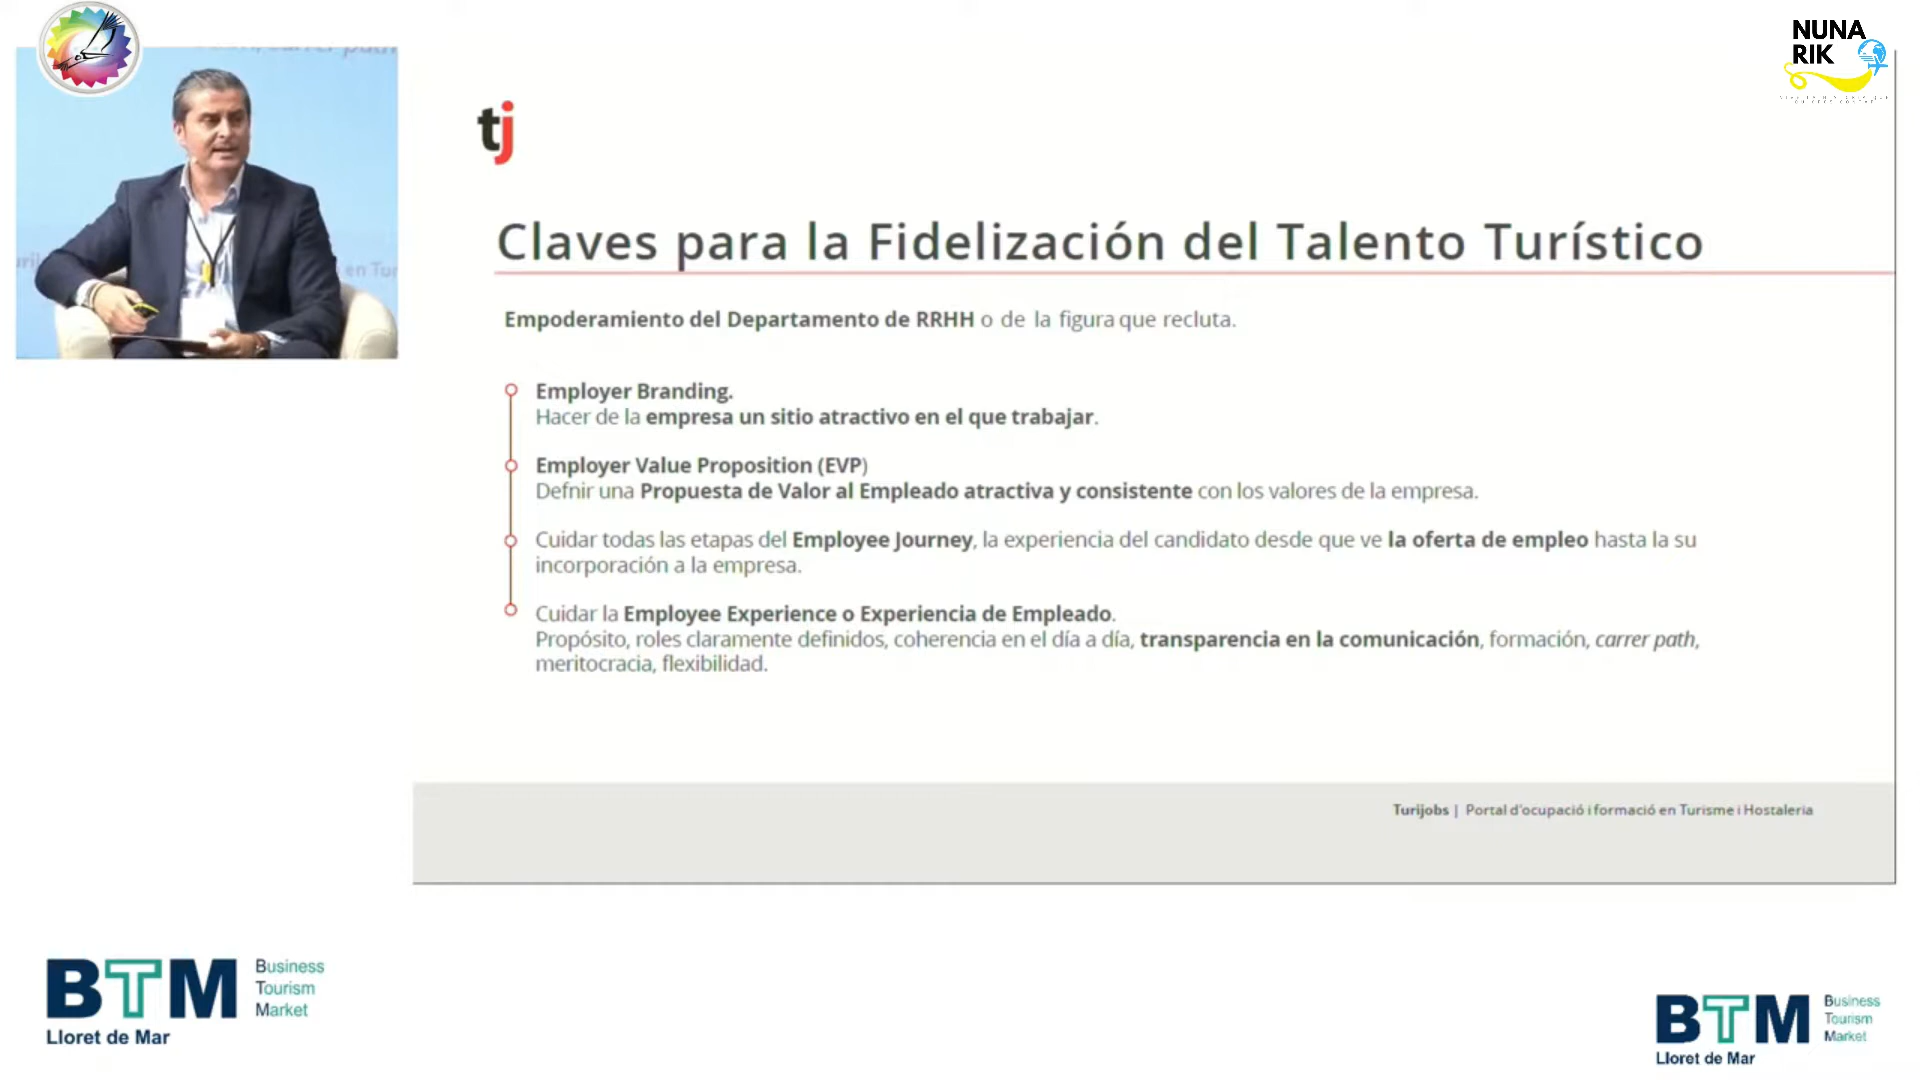 NUNA
RIK
tj
Claves para la Fidelización del Talento Turístico
Empoderamiento del Departamento de RRHH o de la figura que recluta.
Employer Branding.
Hacer de la empresa un sitio atractivo en el que trabajar.
Employer Value Proposition (EVP)
Defnir una Propuesta de Valor al Empleado atractiva y consistente con los valores de la empresa.
Cuidar todas las etapas del Employee Journey, la experiencia del candidato desde que ve la oferta de empleo hasta la su
incorporación a la empresa.
Cuidar la Employee Experience o Experiencia de Empleado.
Propósito, roles claramente definidos, coherencia en el día a día, transparencia en la comunicación, formación, carrer path,
meritocracia, flexibilidad.
Turijobs | Portal d'ocupació i formació en Turisme i Hostaleria
BTM Business
Tourism
Market
Lloret de Mar
BTM Business
Tourism
Market
Lloret de Mar